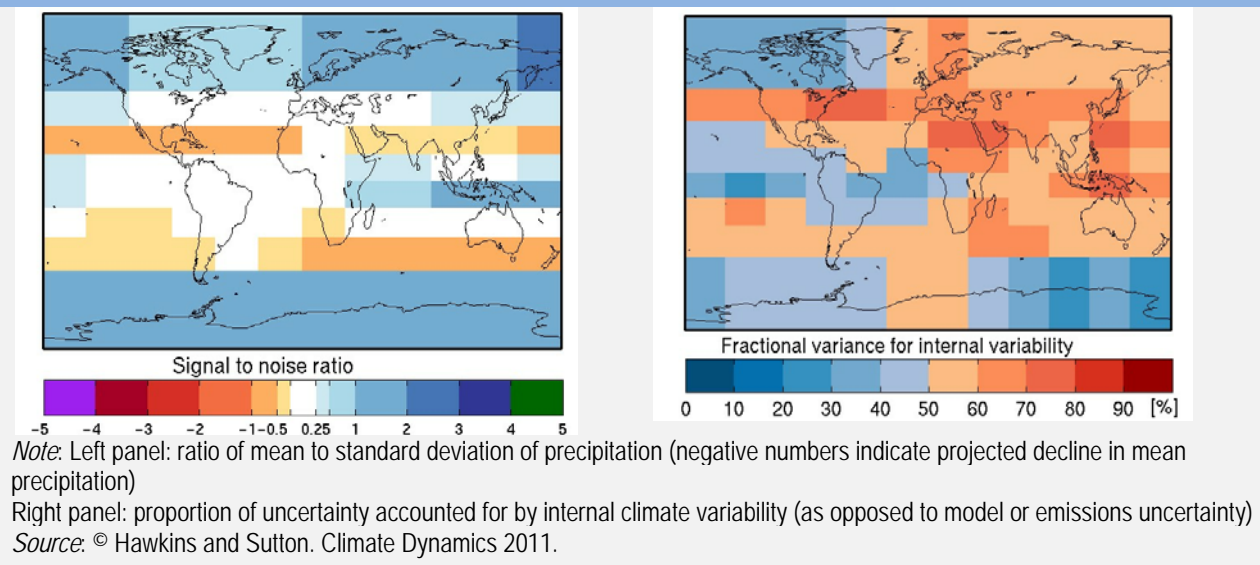 Signal to noise ratio
-5 -4 -3 -2 -1 -0.5 0.25 1 2 3 4 5
Fractional variance for internal variability
0 10 20 30 40 50 60 70 80 90 [%]
Note: Left panel: ratio of mean to standard deviation of precipitation (negative numbers indicate projected decline in mean
precipitation)
Right panel: proportion of uncertainty accounted for by internal climate variability (as opposed to model or emissions uncertainty)
Source: © Hawkins and Sutton. Climate Dynamics 2011.